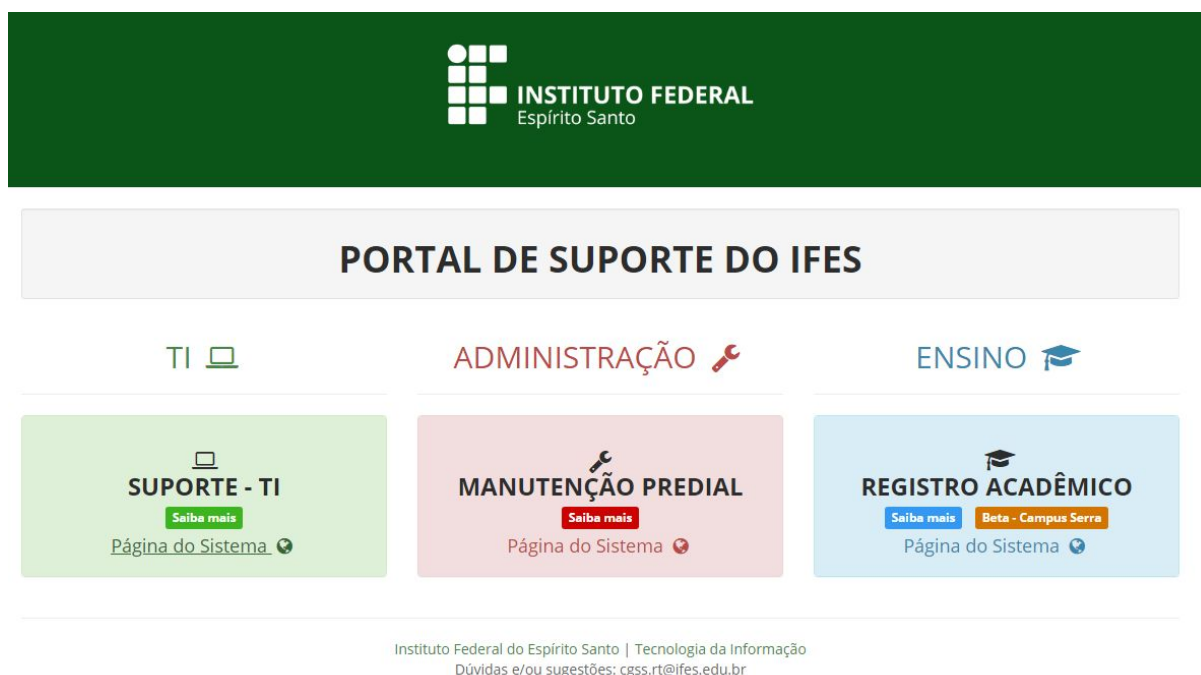 INSTITUTO FEDERAL
Espírito Santo
PORTAL DE SUPORTE DO IFES
TI
ADMINISTRAÇÃO
ENSINO
SUPORTE - TI
Saiba mais
Página do Sistema
MANUTENÇÃO PREDIAL
Saiba mais
Página do Sistema
REGISTRO ACADÊMICO
Saiba mais Beta - Campus Serra
Página do Sistema
Instituto Federal do Espírito Santo | Tecnologia da Informação
Dúvidas e/ou sugestões: cgss.rt@ifes.edu.br